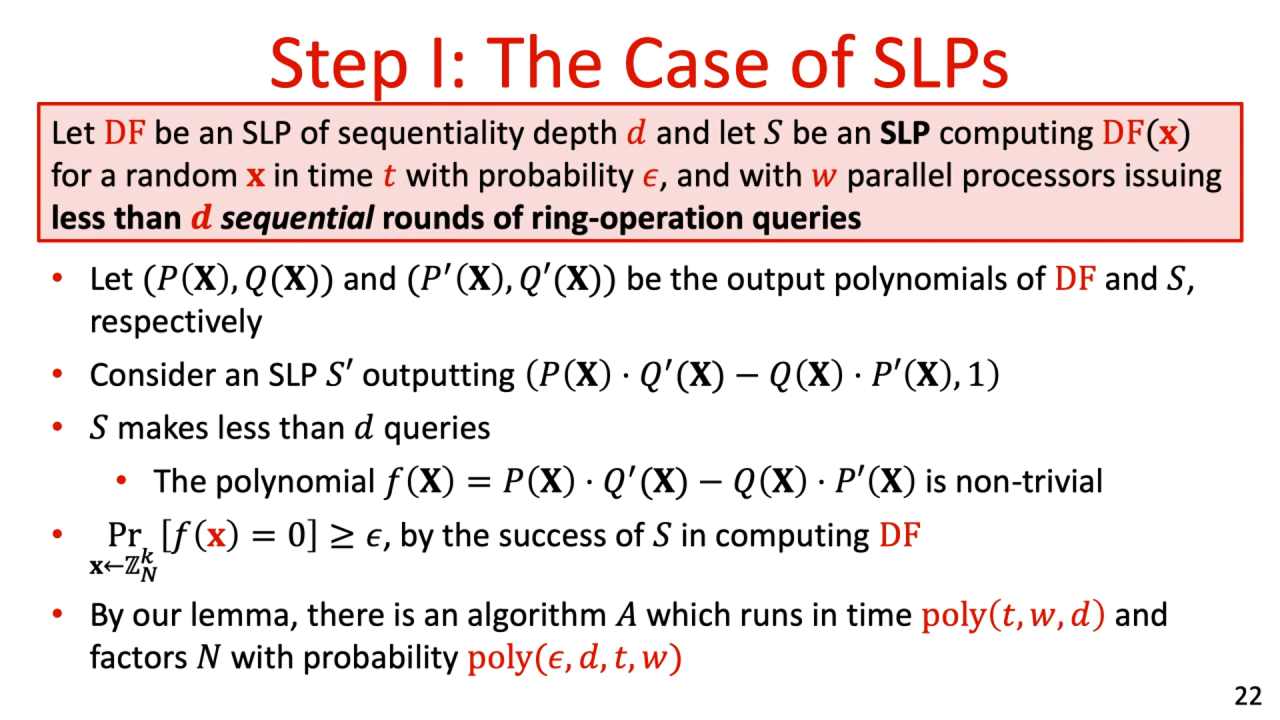 Step I: The Case of SLPs
Let DF be an SLP of sequentiality depth d and let S be an SLP computing DF(x)
for a random x in time t with probability ϵ, and with w parallel processors issuing
less than d sequential rounds of ring-operation queries
• Let (P(X), Q(X)) and (P′(X), Q′(X)) be the output polynomials of DF and S,
respectively
• Consider an SLP S′ outputting (P(X) · Q′(X) − Q(X) · P′(X), 1)
• S makes less than d queries
• The polynomial f(X) = P(X) · Q′(X) − Q(X) · P′(X) is non-trivial
• Pr_{x←ℤ_N^k} [f(x) = 0] ≥ ϵ, by the success of S in computing DF
• By our lemma, there is an algorithm A which runs in time poly(t, w, d) and
factors N with probability poly(ϵ, d, t, w)
22